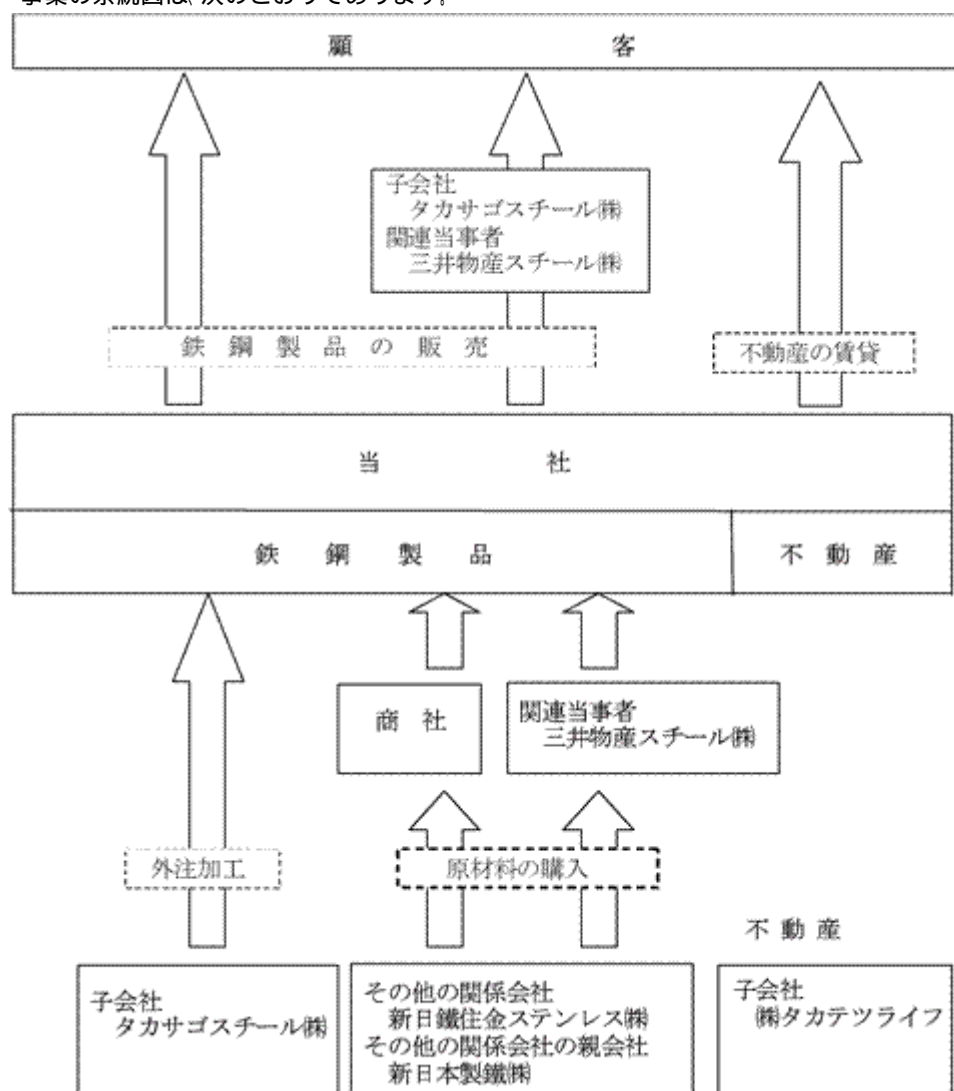 事業の系統図は、次のとおりであります。
顧客
子会社
タカサゴスチール㈱
関連当事者
三井物産スチール㈱
鉄鋼製品の販売
不動産の賃貸
当社
鉄鋼製品
不動産
商社
関連当事者
三井物産スチール㈱
外注加工
原材料の購入
不動産
子会社
タカサゴスチール㈱
その他の関係会社
新日鐵住金ステンレス㈱
その他の関係会社の親会社
新日本製鐵㈱
子会社
㈱タカテツライフ